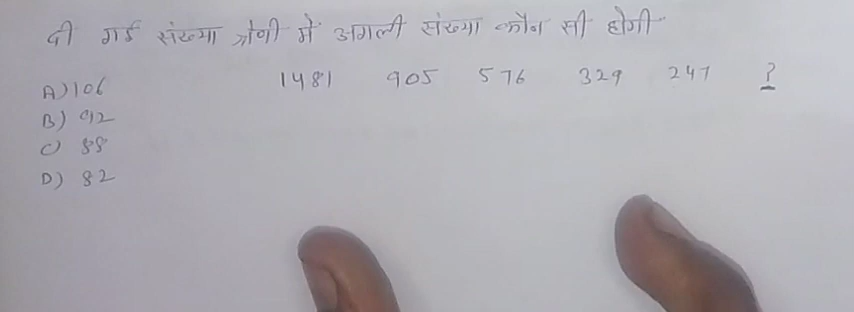 दी गई संख्या श्रेणी में अगली संख्या कौन सी होगी
1481 905 576 329 247 ?
A) 106
B) 92
C) 88
D) 82